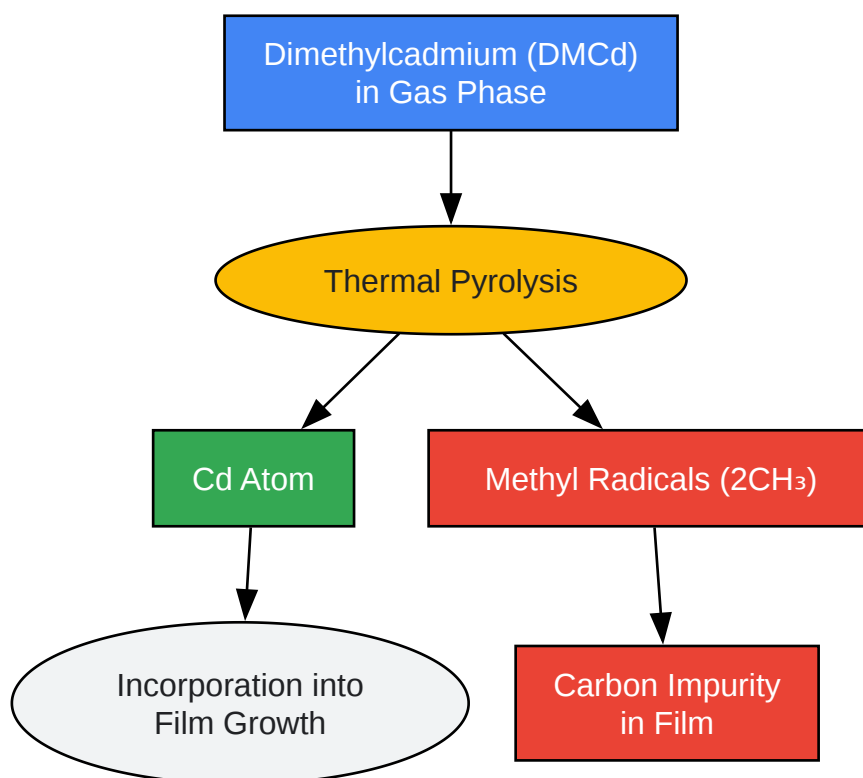 Dimethylcadmium (DMCd)
in Gas Phase
Thermal Pyrolysis
Cd Atom
Methyl Radicals (2CH₃)
Incorporation into
Film Growth
Carbon Impurity
in Film